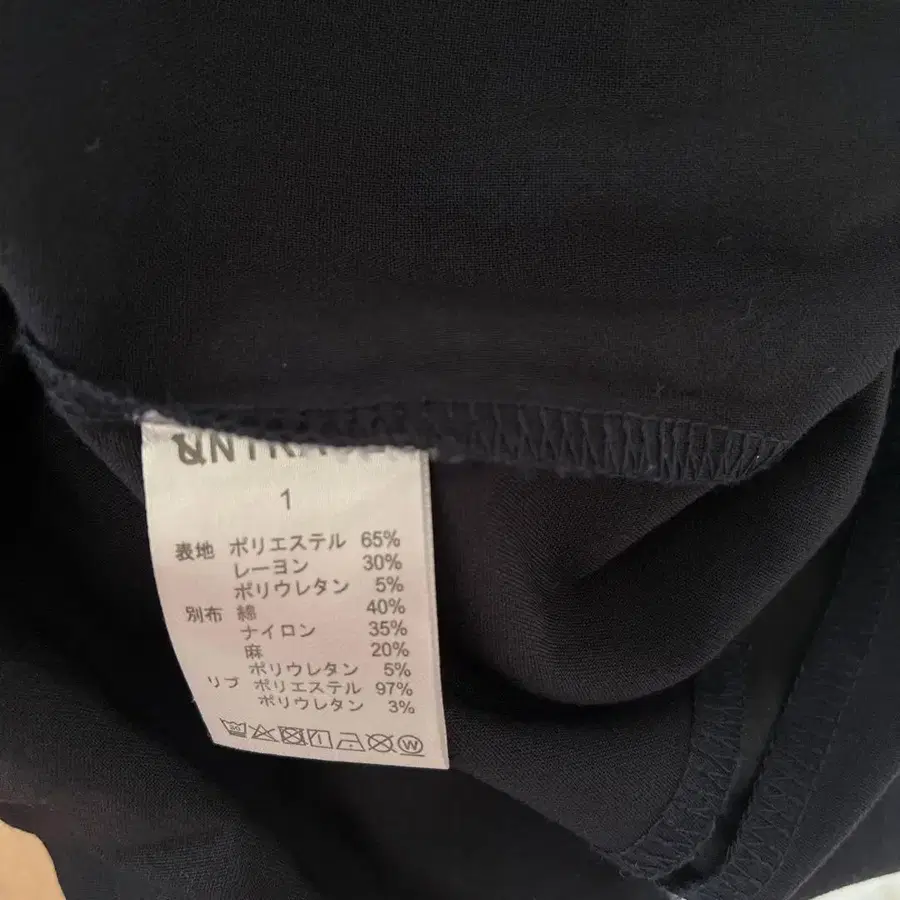 1
表地 ポリエステル 65%
レーヨン 30%
ポリウレタン 5%
別布 綿 40%
ナイロン 35%
麻 20%
ポリウレタン 5%
リブ ポリエステル 97%
ポリウレタン 3%
W